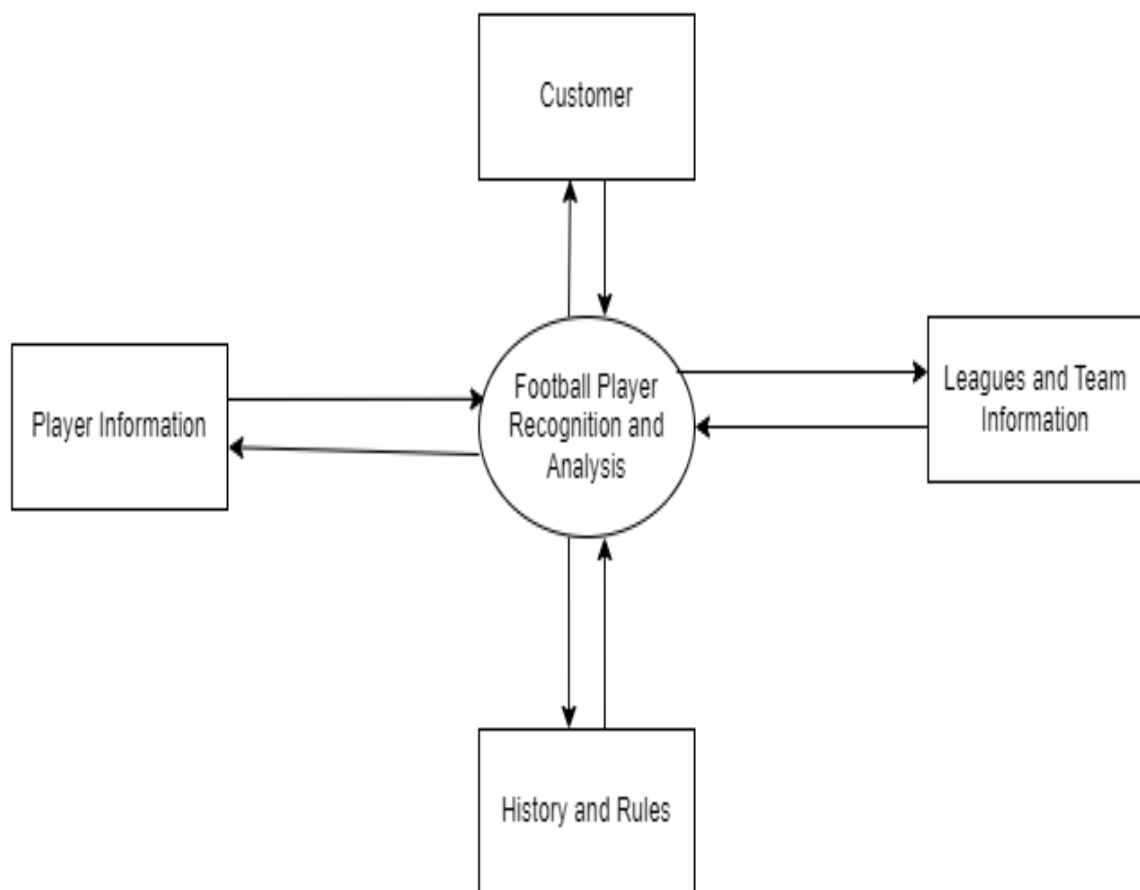 Customer
Player Information
Football Player
Recognition and
Analysis
Leagues and Team
Information
History and Rules